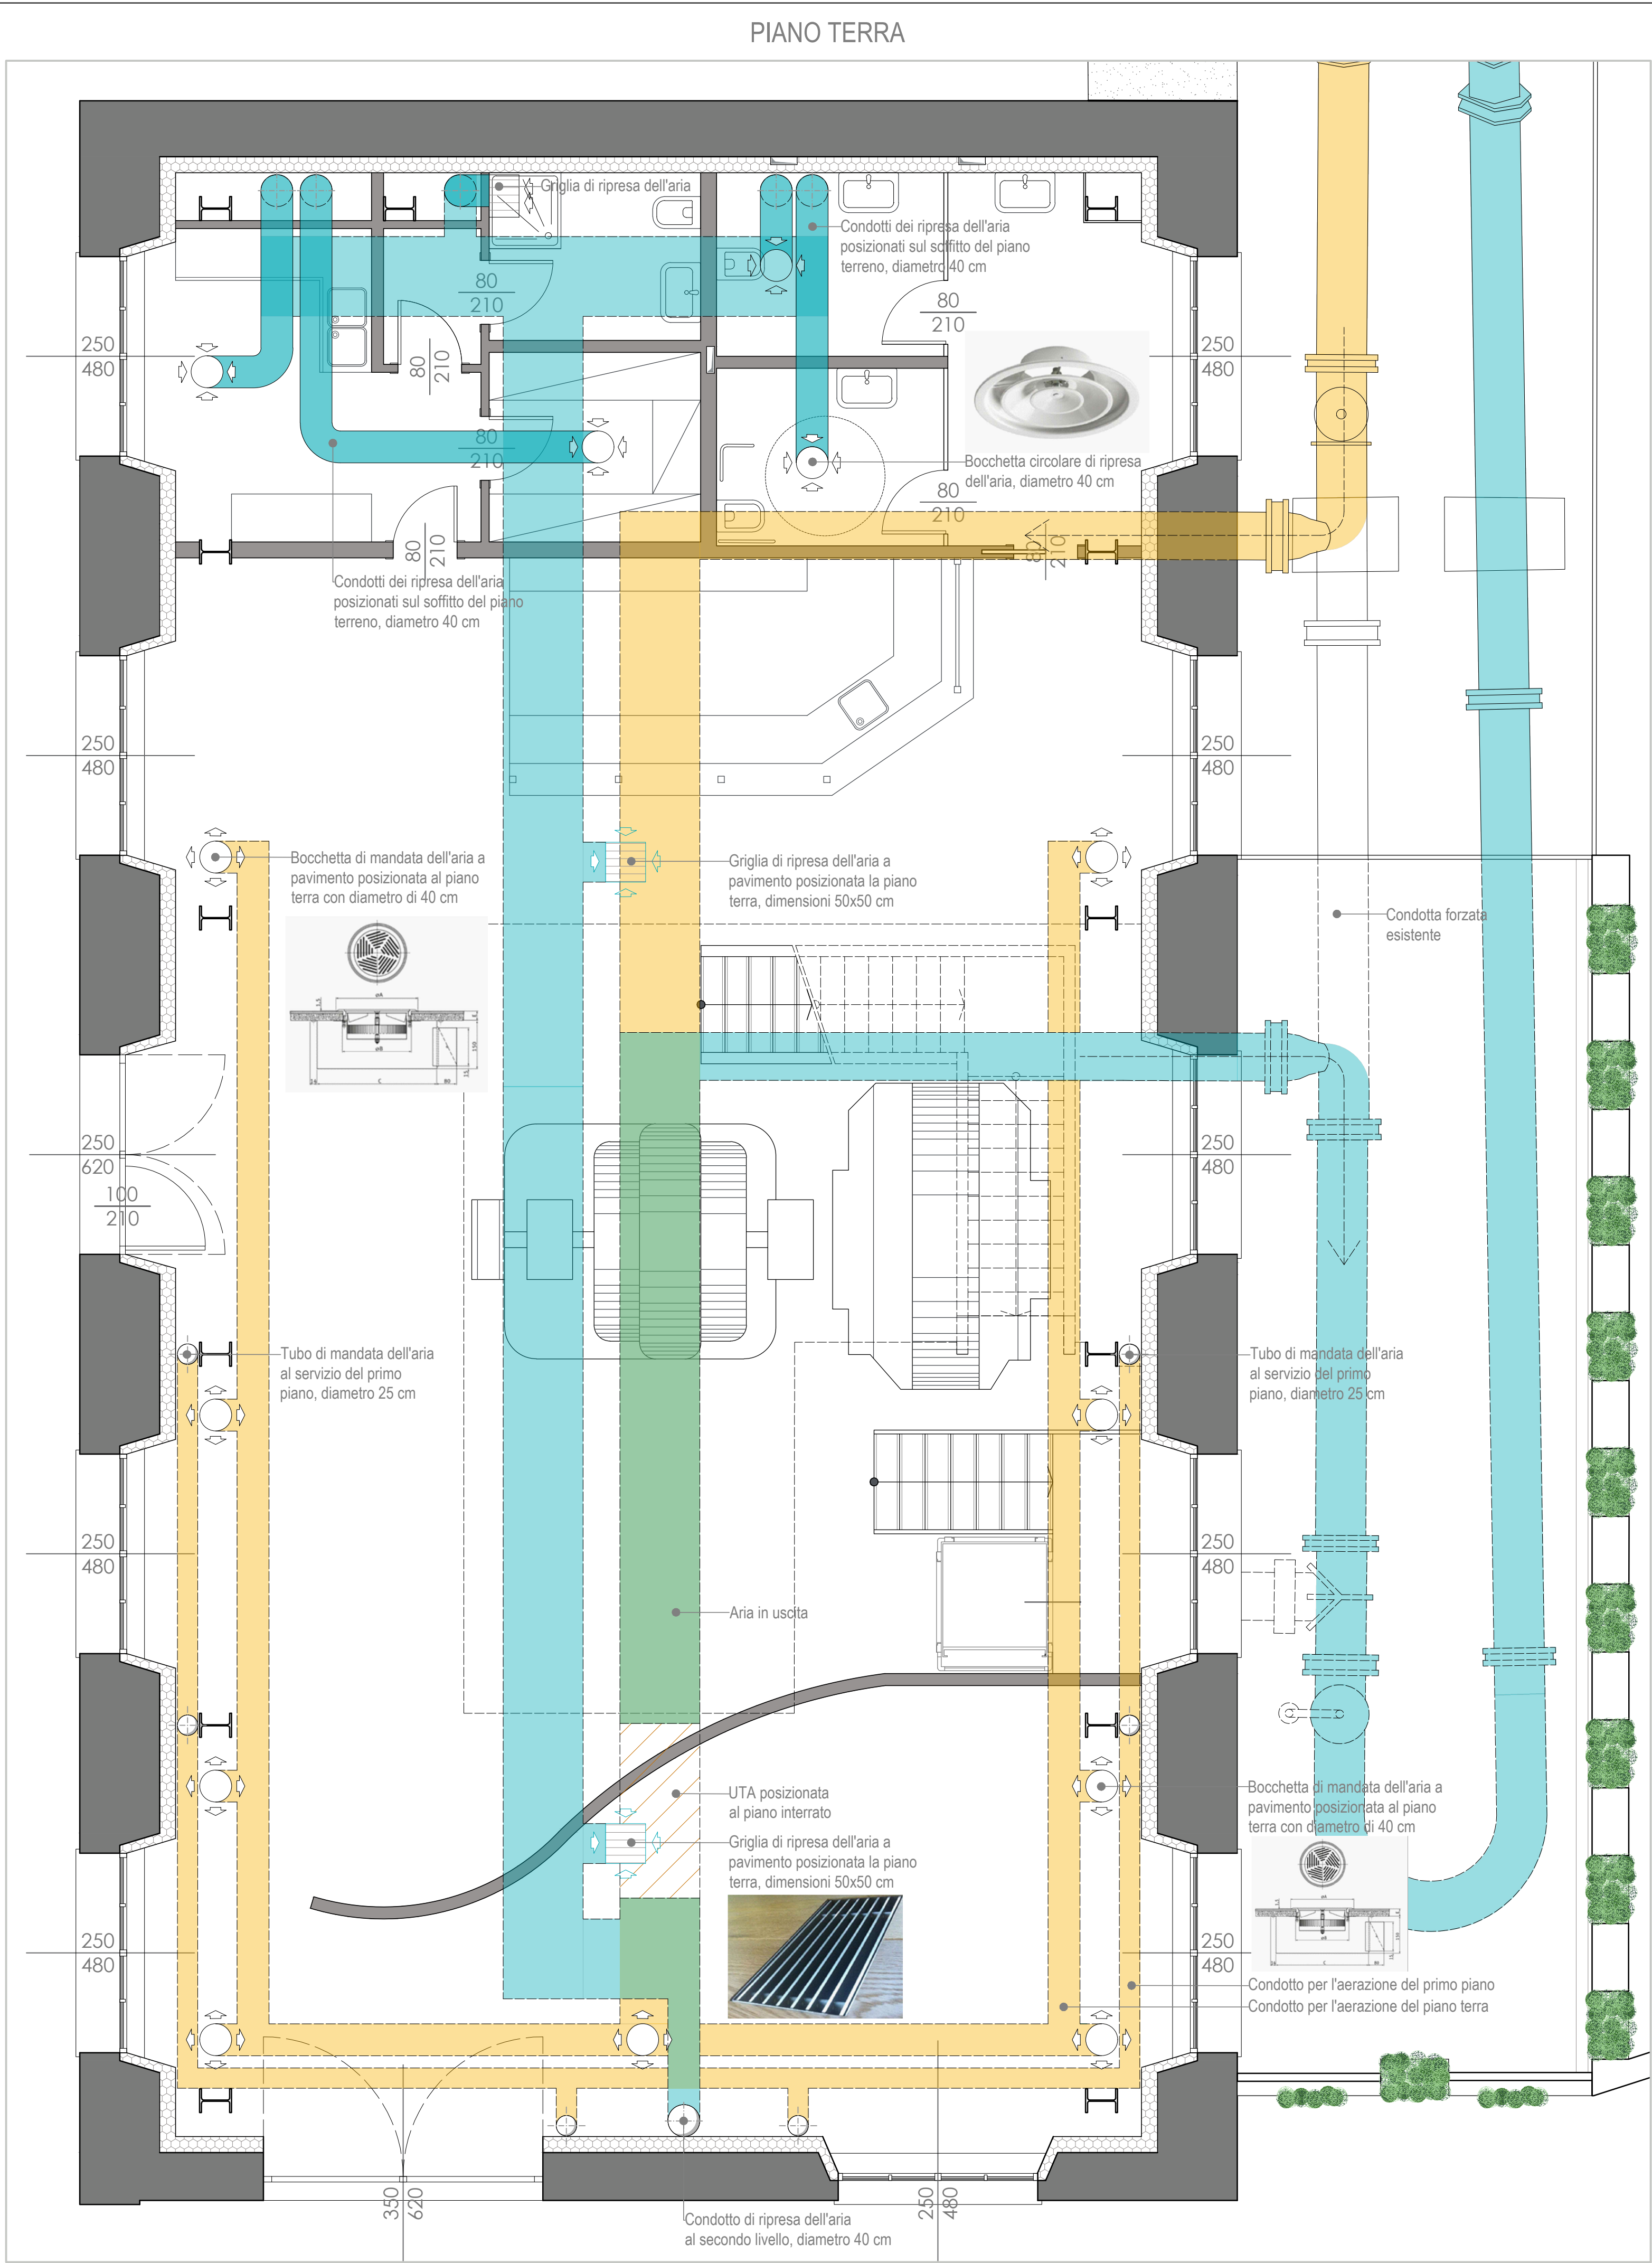 PIANO TERRA
Griglia di ripresa dell'aria
Condotti dei ripresa dell'aria
posizionati sul soffitto del piano
terreno, diametro 40 cm
80
210
80
210
250
480
80
210
250
480
80
210
Bocchetta circolare di ripresa
dell'aria, diametro 40 cm
80
210
80
210
80
210
Condotti dei ripresa dell'aria
posizionati sul soffitto del piano
terreno, diametro 40 cm
250
480
250
480
Bocchetta di mandata dell'aria a
pavimento posizionata al piano
terra con diametro di 40 cm
Griglia di ripresa dell'aria a
pavimento posizionata la piano
terra, dimensioni 50x50 cm
Condotta forzata
esistente
250
620
100
210
250
480
Tubo di mandata dell'aria
al servizio del primo
piano, diametro 25 cm
Tubo di mandata dell'aria
al servizio del primo
piano, diametro 25 cm
250
480
250
480
Aria in uscita
UTA posizionata
al piano interrato
Bocchetta di mandata dell'aria a
pavimento posizionata al piano
terra con diametro di 40 cm
Griglia di ripresa dell'aria a
pavimento posizionata la piano
terra, dimensioni 50x50 cm
250
480
250
480
Condotto per l'aerazione del primo piano
Condotto per l'aerazione del piano terra
350
620
250
480
Condotto di ripresa dell'aria
al secondo livello, diametro 40 cm